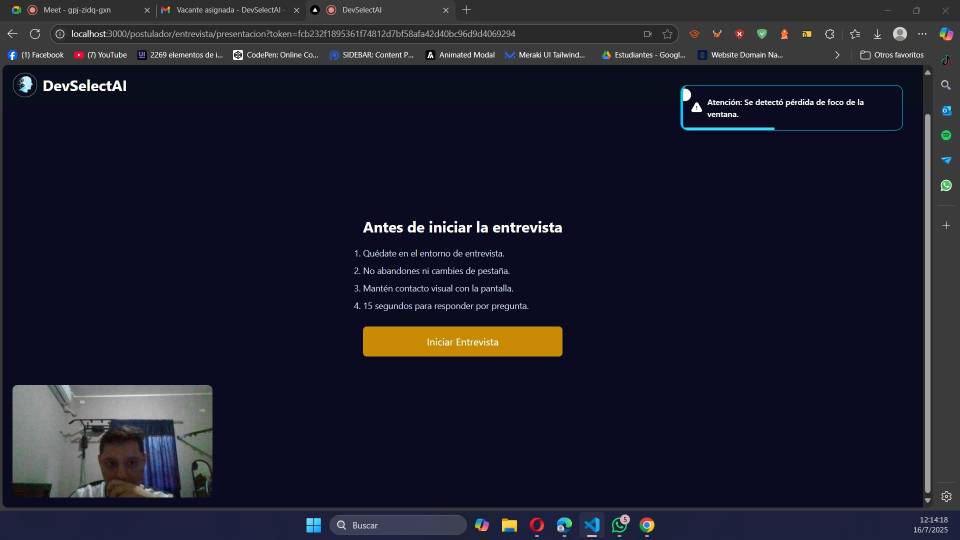 Meet - gpj-zidq-gxn
Vacante asignada - DevSelectAI -
DevSelectAI
localhost:3000/postulador/entrevista/presentacion?token=fcb232f1895361f74812d7bf58afa42d40bc96d9d4069294
(1) Facebook
(7) YouTube
2269 elementos de i...
CodePen: Online Co...
SIDEBAR: Content P...
Animated Modal
Meraki UI Tailwind...
Estudiantes - Googl...
Website Domain Na...
Otros favoritos
DevSelectAI
Atención: Se detectó pérdida de foco de la
ventana.
Antes de iniciar la entrevista
1. Quédate en el entorno de entrevista.
2. No abandones ni cambies de pestaña.
3. Mantén contacto visual con la pantalla.
4. 15 segundos para responder por pregunta.
Iniciar Entrevista
Buscar
5
12:14:18
16/7/2025